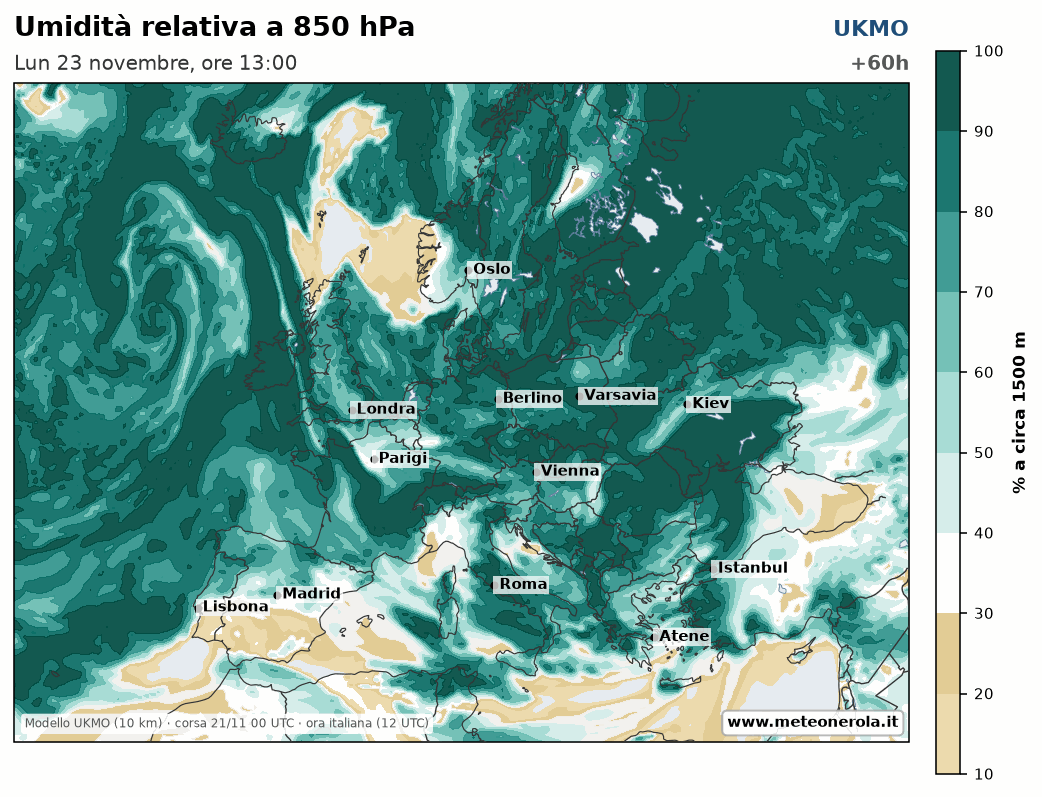 Umidità relativa a 850 hPa
UKMO
Lun 23 novembre, ore 13:00
+60h
100
90
80
70
60
50
40
30
20
10
% a circa 1500 m
Oslo
Berlino
Varsavia
Kiev
Londra
Parigi
Vienna
Istanbul
Roma
Madrid
Lisbona
Atene
Modello UKMO (10 km) · corsa 21/11 00 UTC · ora italiana (12 UTC)
www.meteonerola.it